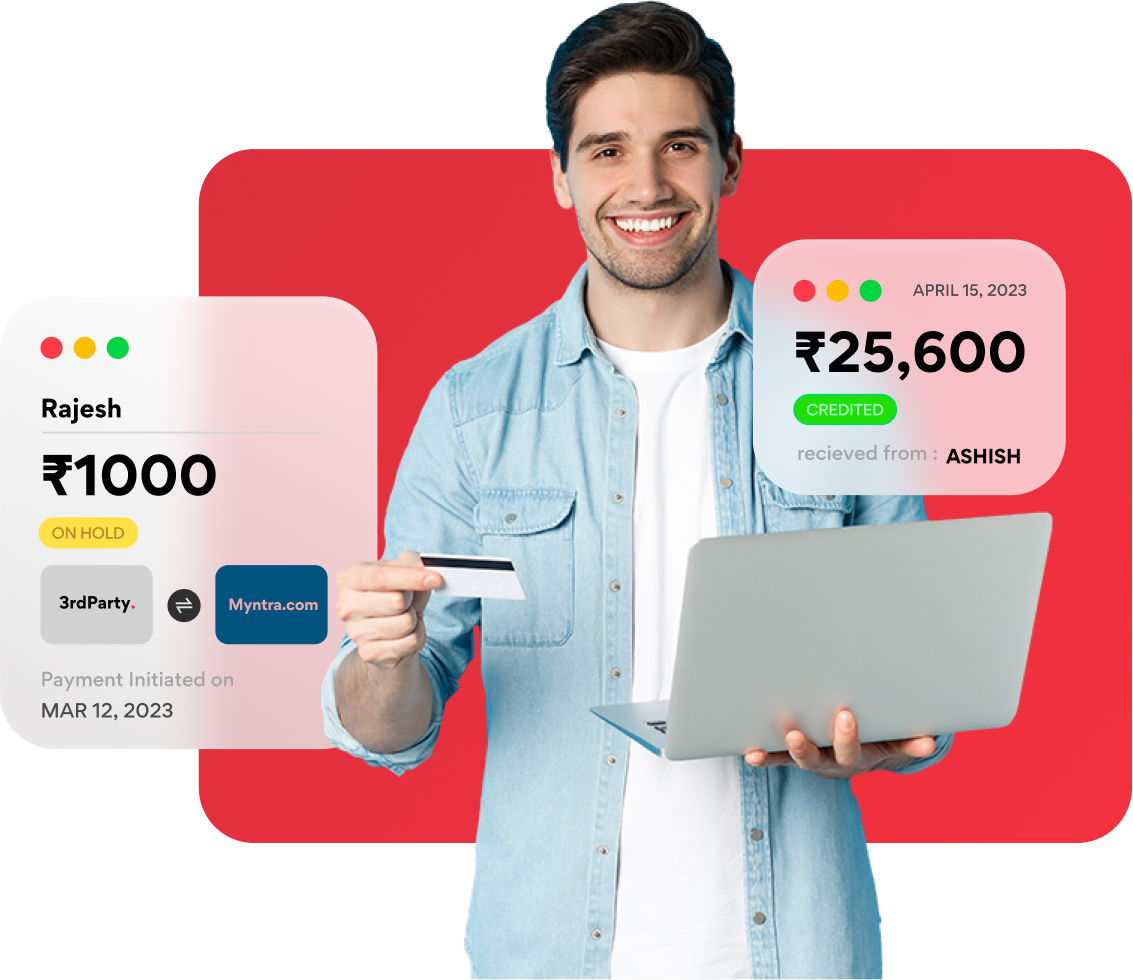 Rajesh
₹1000
ON HOLD
3rdParty.
Myntra.com
Payment Initiated on
MAR 12, 2023
APRIL 15, 2023
₹25,600
CREDITED
recieved from : ASHISH